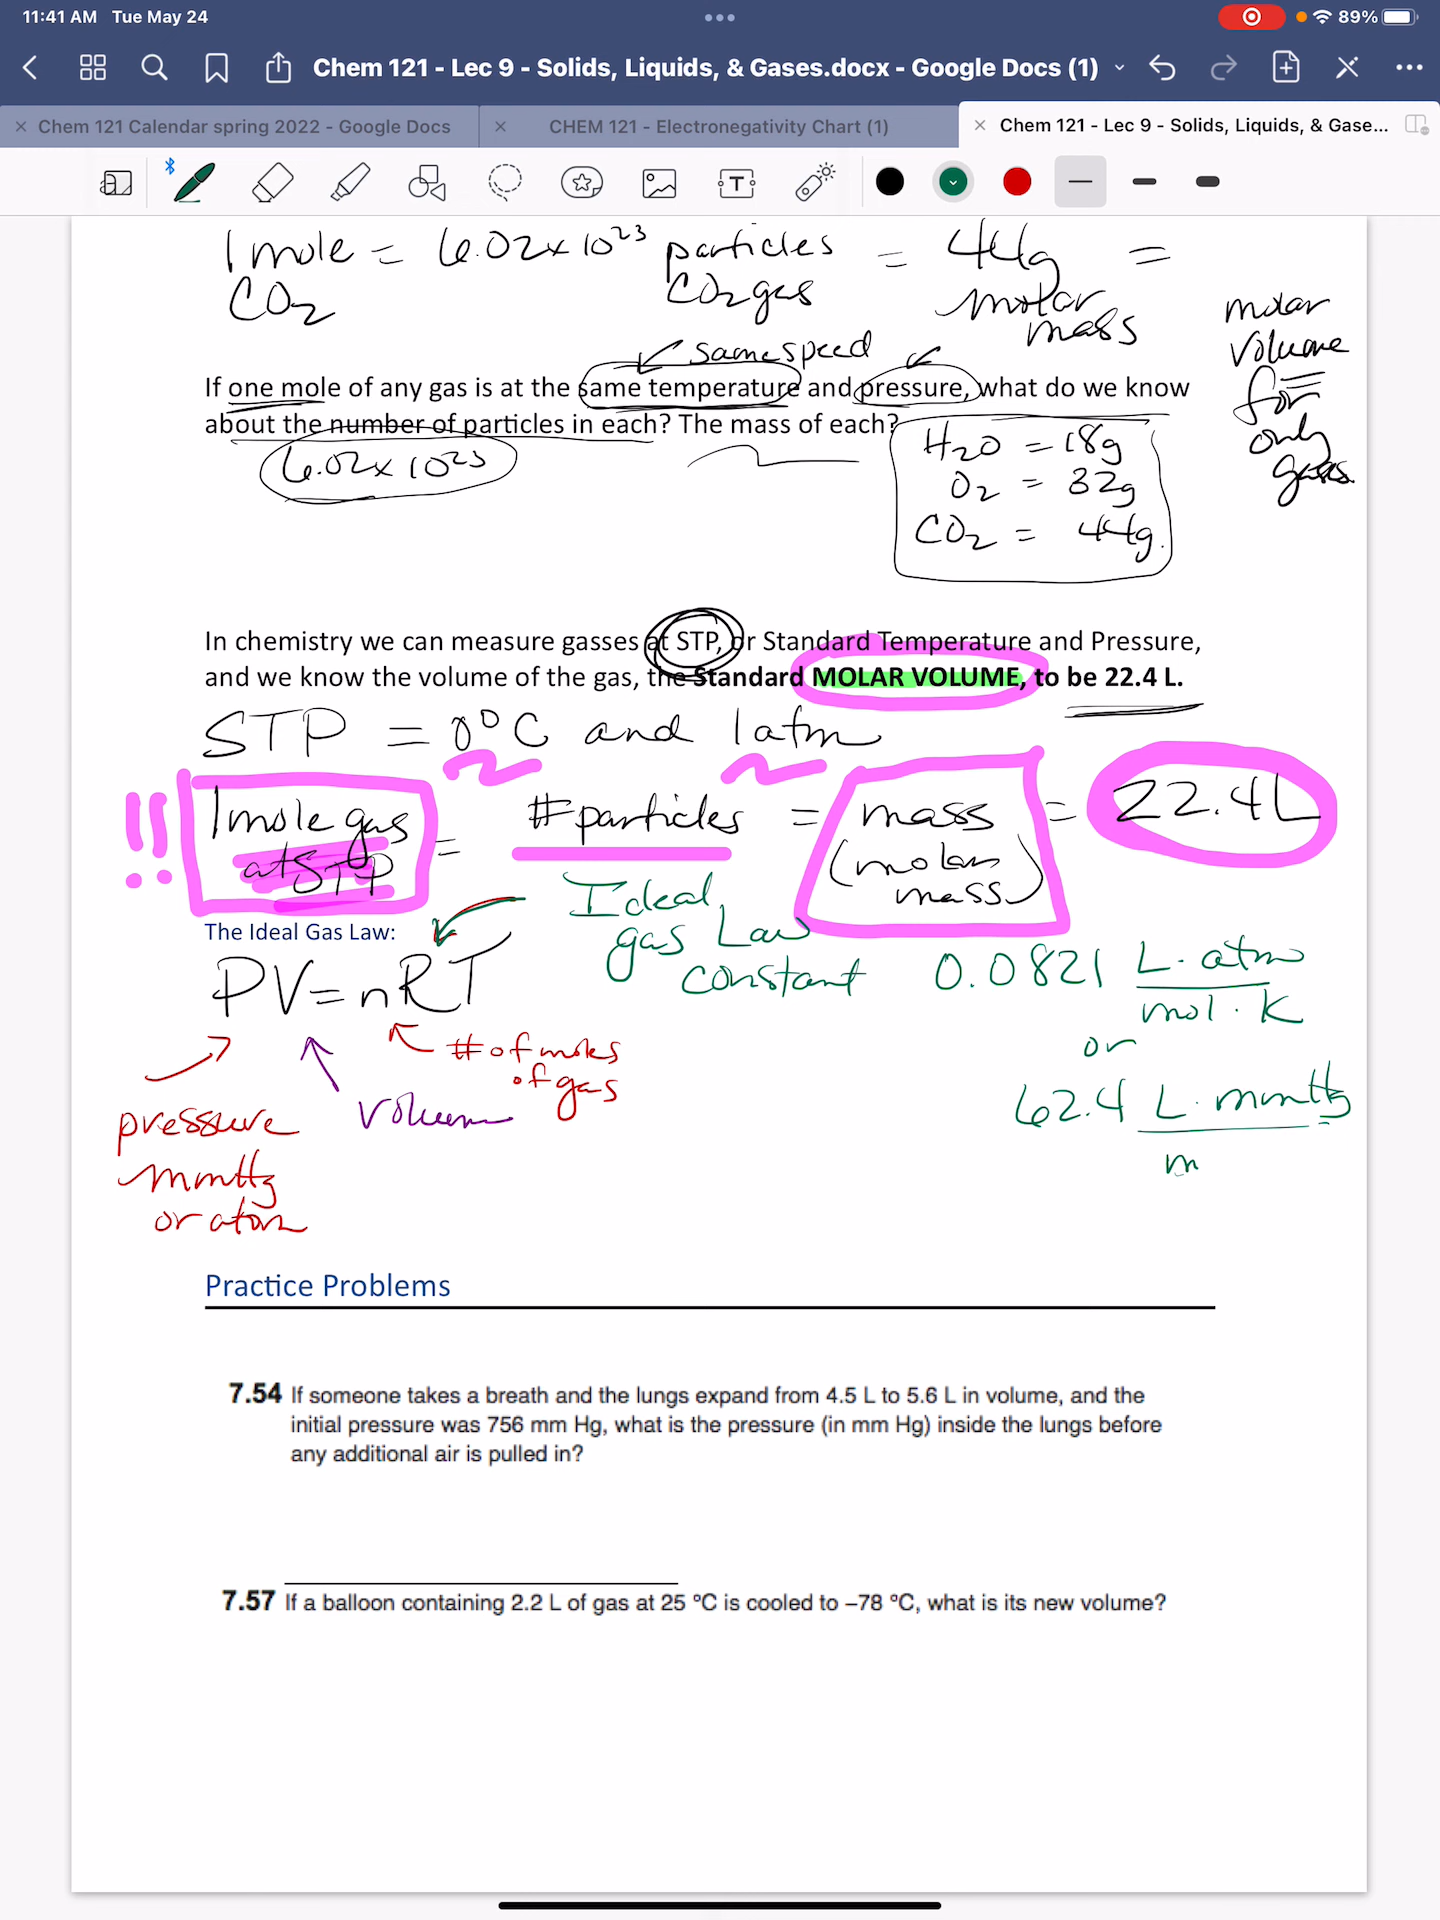 11:41 AM Tue May 24
89%
Chem 121 - Lec 9 - Solids, Liquids, & Gases.docx - Google Docs (1)
Chem 121 Calendar spring 2022 - Google Docs
CHEM 121 - Electronegativity Chart (1)
Chem 121 - Lec 9 - Solids, Liquids, & Gase...
1 mole = 6.02x10²³ particles = 44g =
CO₂ CO₂ gas molar mass
molar
volume
for
only
gases.
same speed
If one mole of any gas is at the same temperature and pressure, what do we know
about the number of particles in each? The mass of each?
6.02x10²³
H₂O = 18g
O₂ = 32g
CO₂ = 44g.
In chemistry we can measure gasses at STP, or Standard Temperature and Pressure,
and we know the volume of the gas, the Standard MOLAR VOLUME, to be 22.4 L.
STP = 0°C and 1 atm
!! 1 mole gas = # particles = mass = 22.4L
at STP (molar
mass)
The Ideal Gas Law:
Ideal
gas Law
constant
0.0821 L·atm
mol·K
or
62.4 L·mmHg
m
PV=nRT
# of moles
of gas
volume
pressure
mmHg
or atm
Practice Problems
7.54 If someone takes a breath and the lungs expand from 4.5 L to 5.6 L in volume, and the
initial pressure was 756 mm Hg, what is the pressure (in mm Hg) inside the lungs before
any additional air is pulled in?
7.57 If a balloon containing 2.2 L of gas at 25 °C is cooled to –78 °C, what is its new volume?